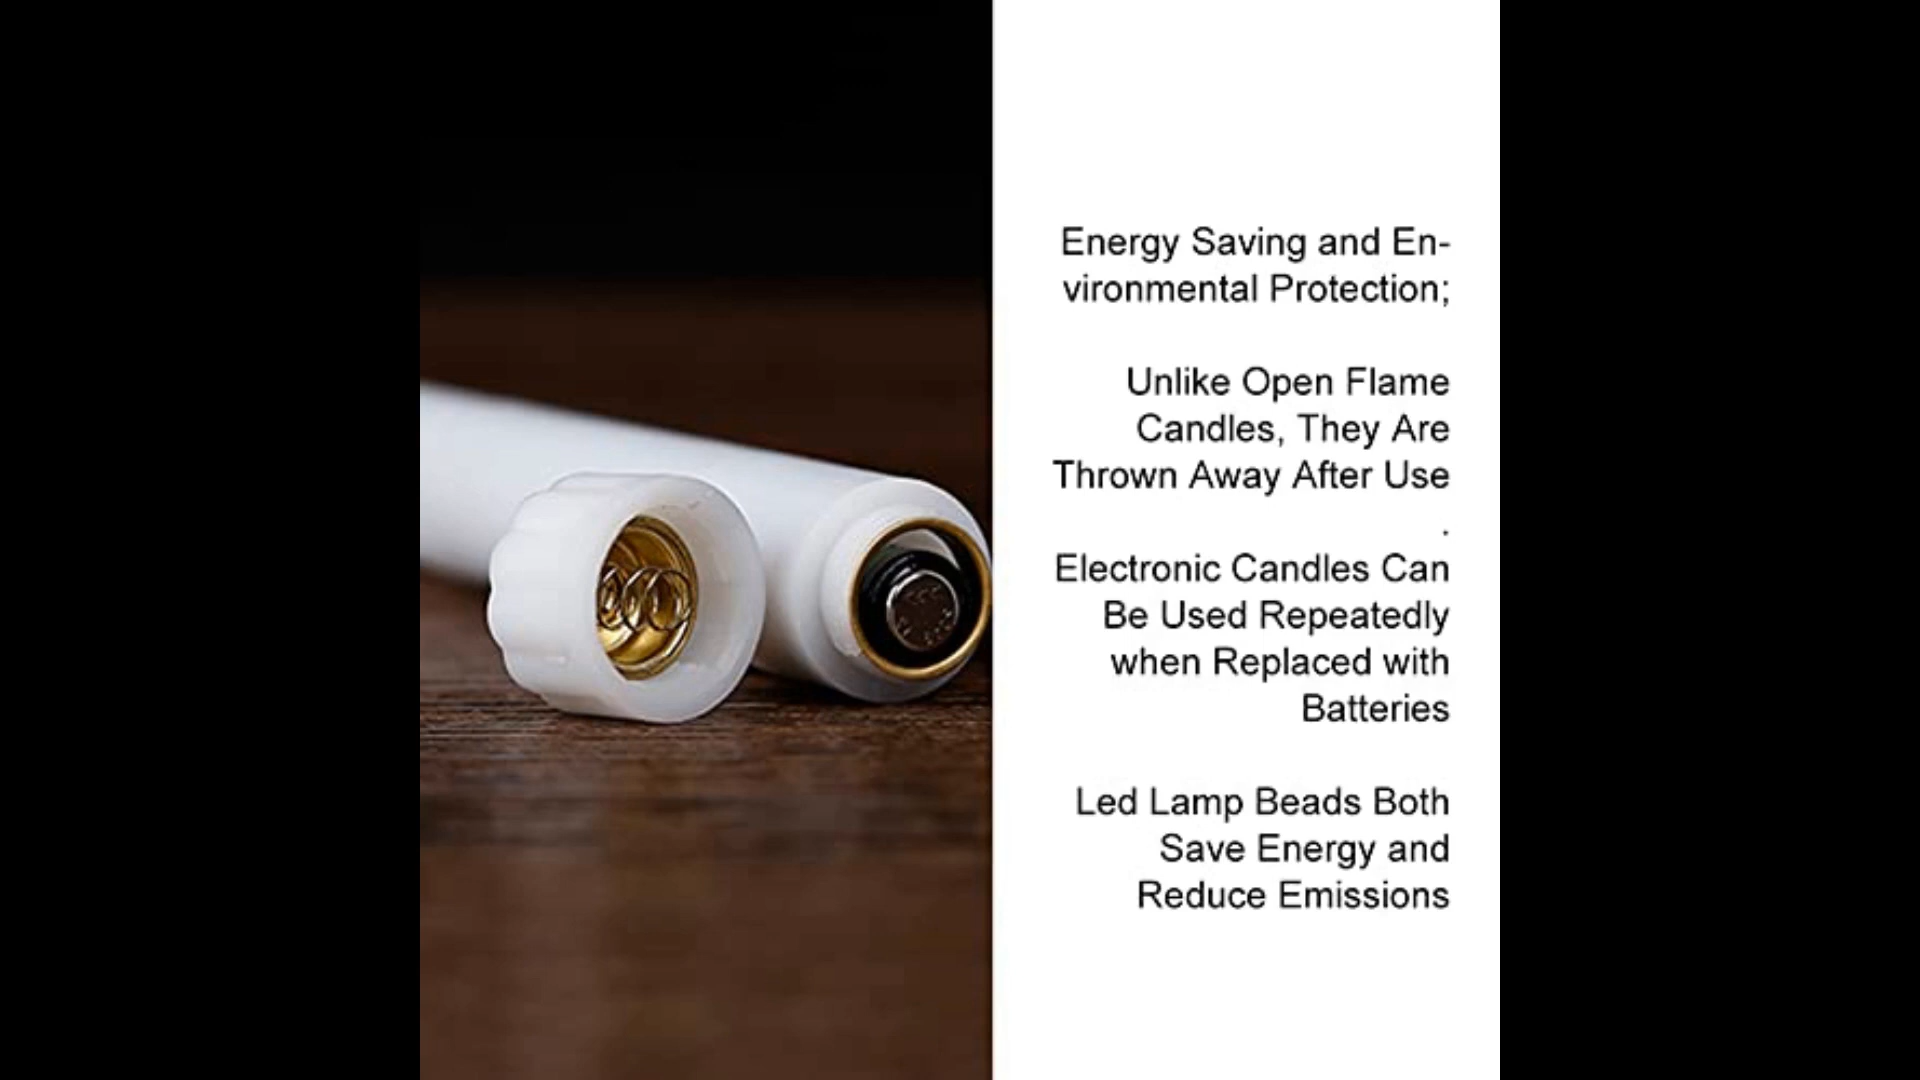 Energy Saving and En-
vironmental Protection;
Unlike Open Flame
Candles, They Are
Thrown Away After Use
.
Electronic Candles Can
Be Used Repeatedly
when Replaced with
Batteries
Led Lamp Beads Both
Save Energy and
Reduce Emissions